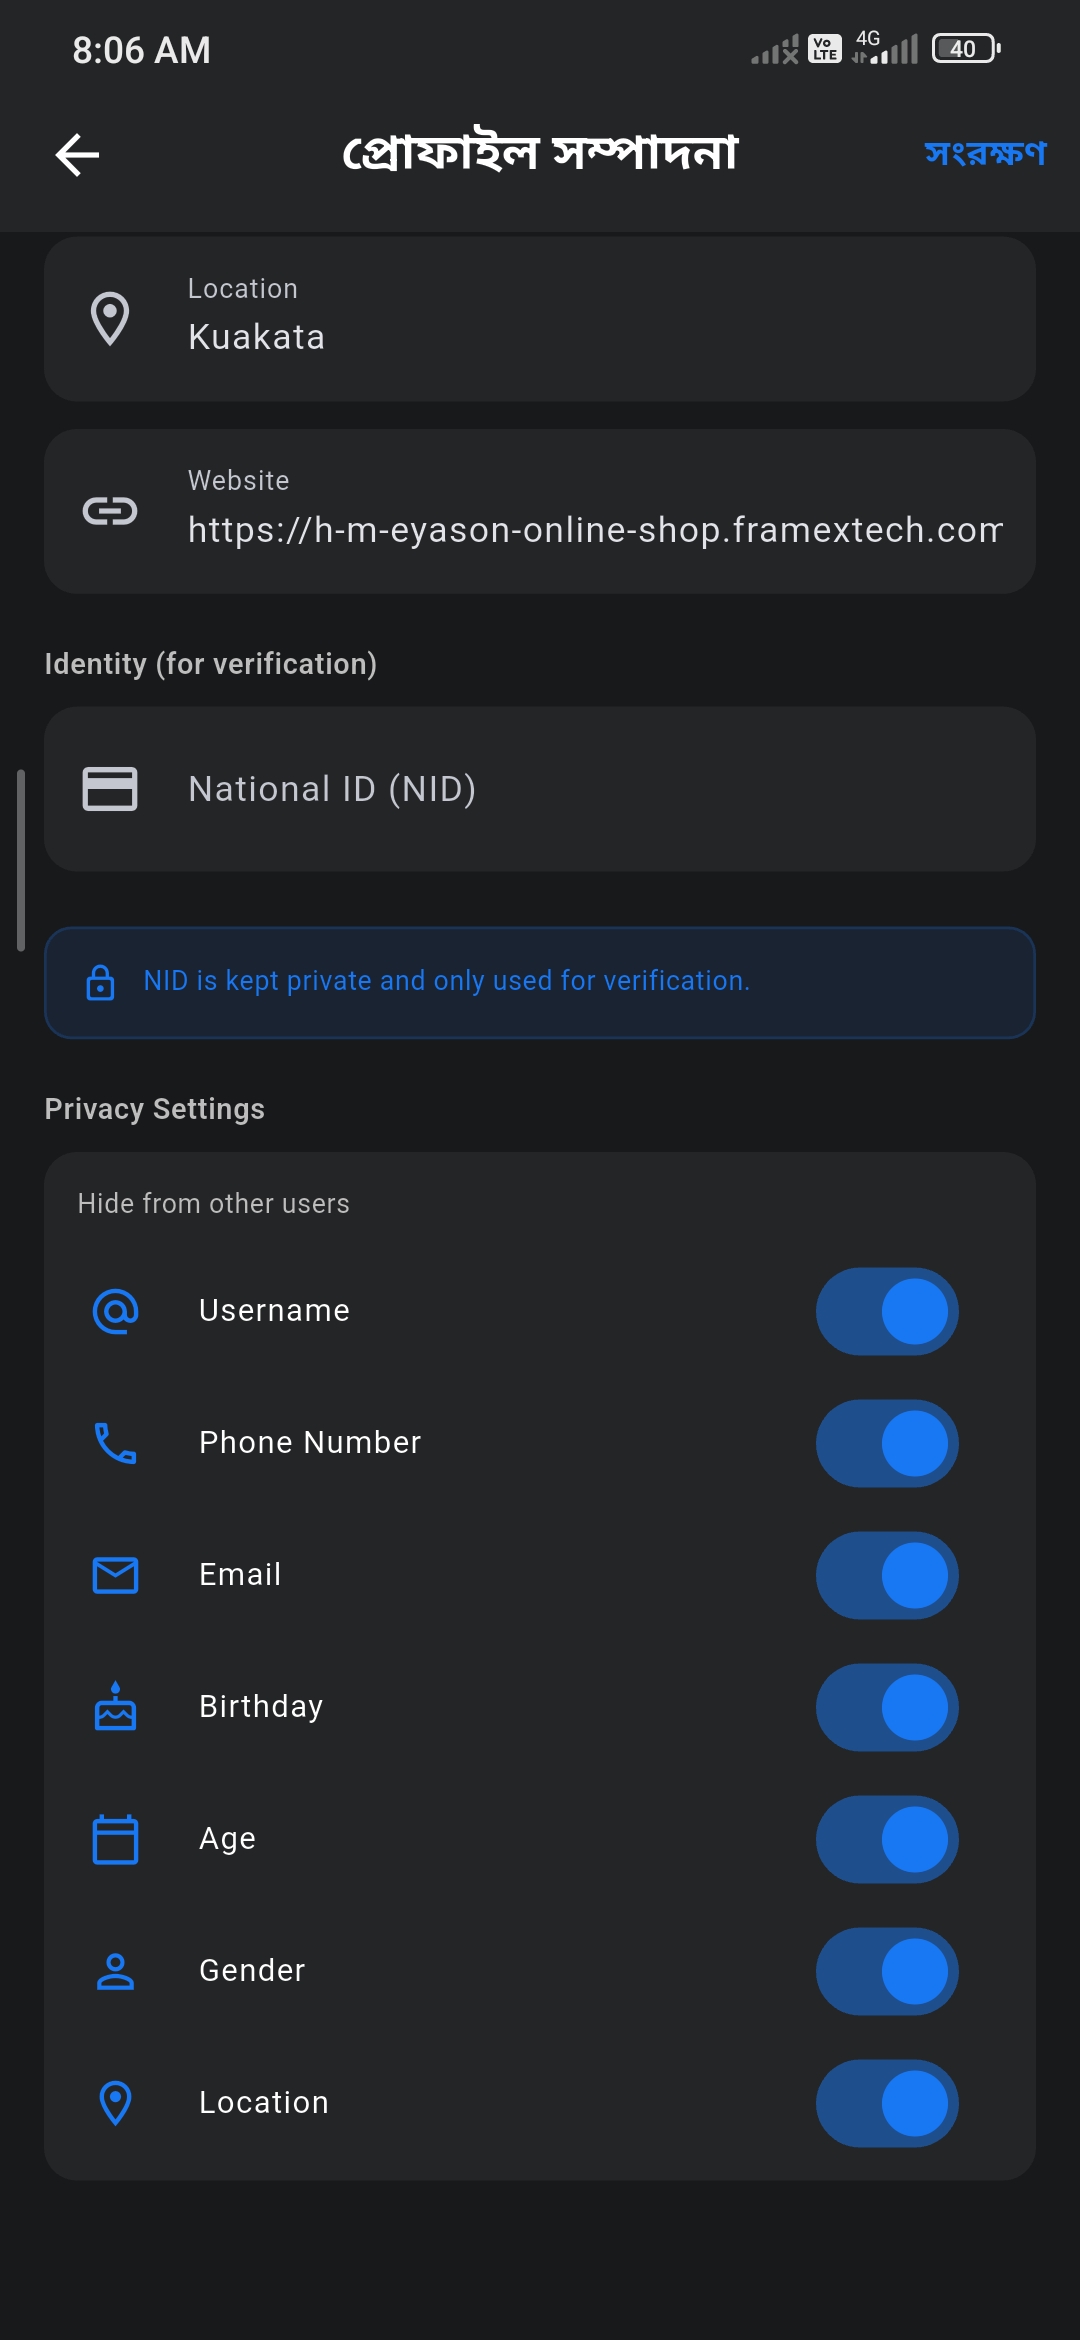 8:06 AM
Vo LTE
4G
40
প্রোফাইল সম্পাদনা
সংরক্ষণ
Location
Kuakata
Website
https://h-m-eyason-online-shop.framextech.com
Identity (for verification)
National ID (NID)
NID is kept private and only used for verification.
Privacy Settings
Hide from other users
Username
Phone Number
Email
Birthday
Age
Gender
Location